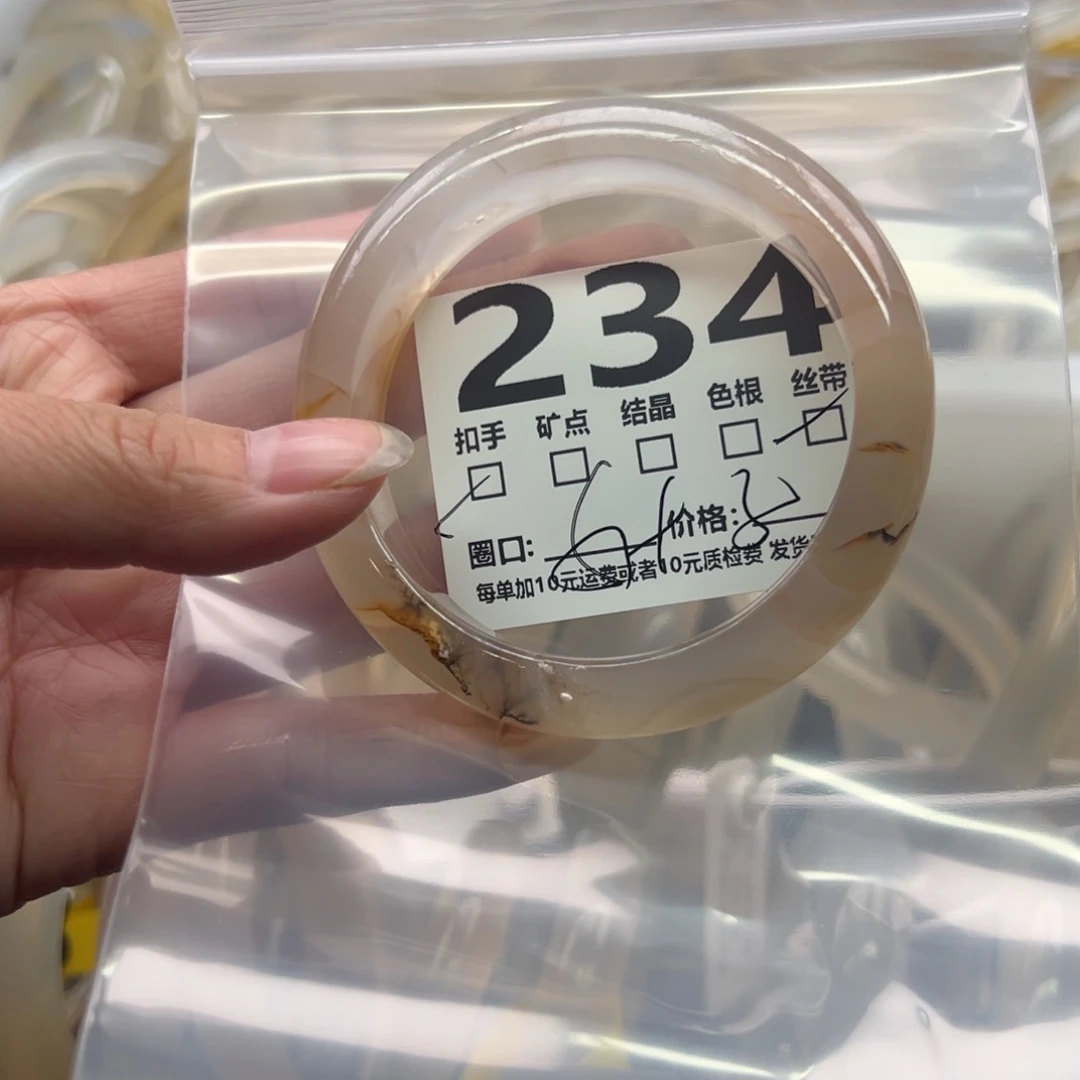 234
扣手 矿点 结晶 色根 丝带
圈口: 价格:
每单加10元运费或者10元质检费 发货